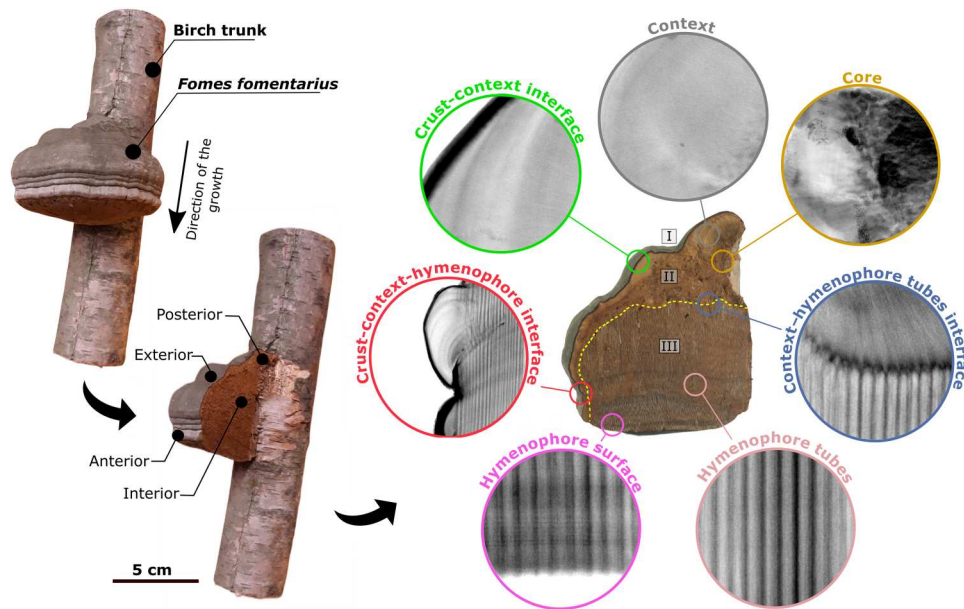 Birch trunk
Fomes fomentarius
Direction of the
growth
Posterior
Exterior
Anterior
Interior
5 cm
Context
Crust-context interface
Core
Crust-context-hymenophore interface
Context-hymenophore tubes interface
Hymenophore surface
Hymenophore tubes
I
II
III